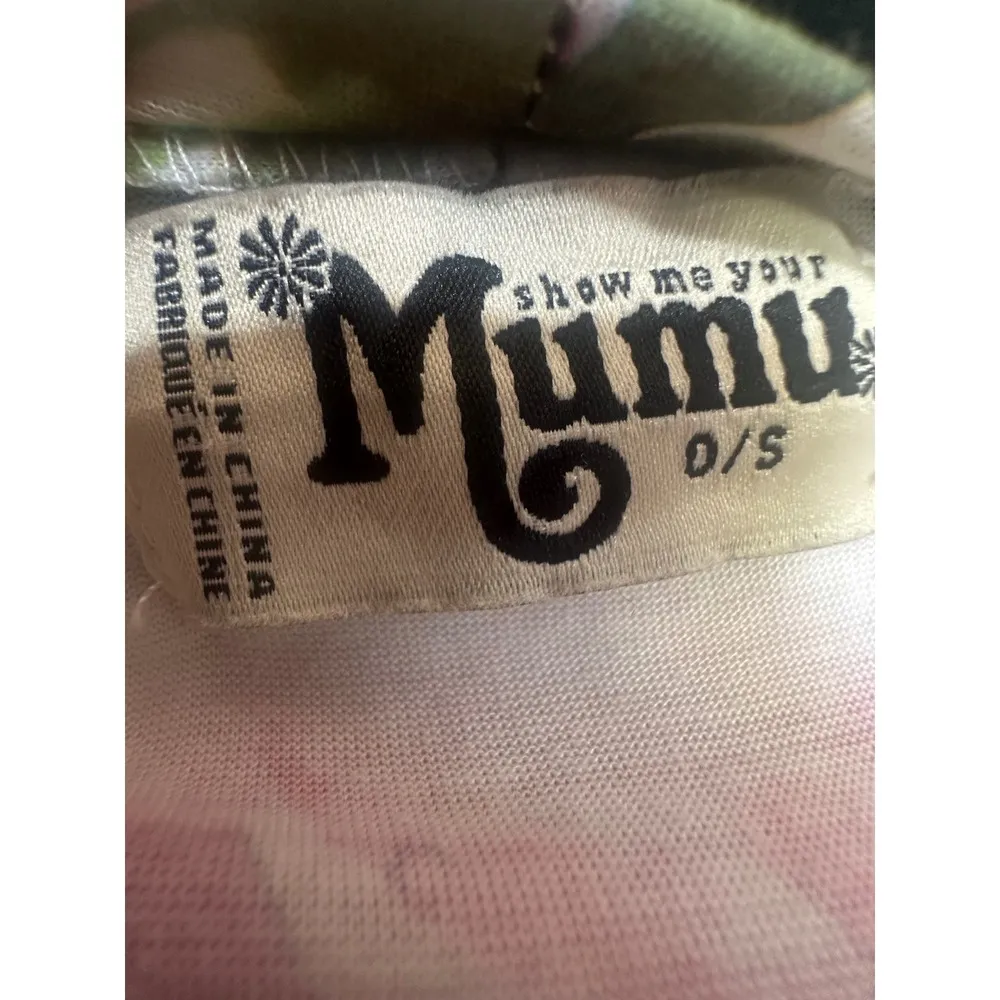 show me your
Mumu
O/S
MADE IN CHINA
FABRIQUÉ EN CHINE